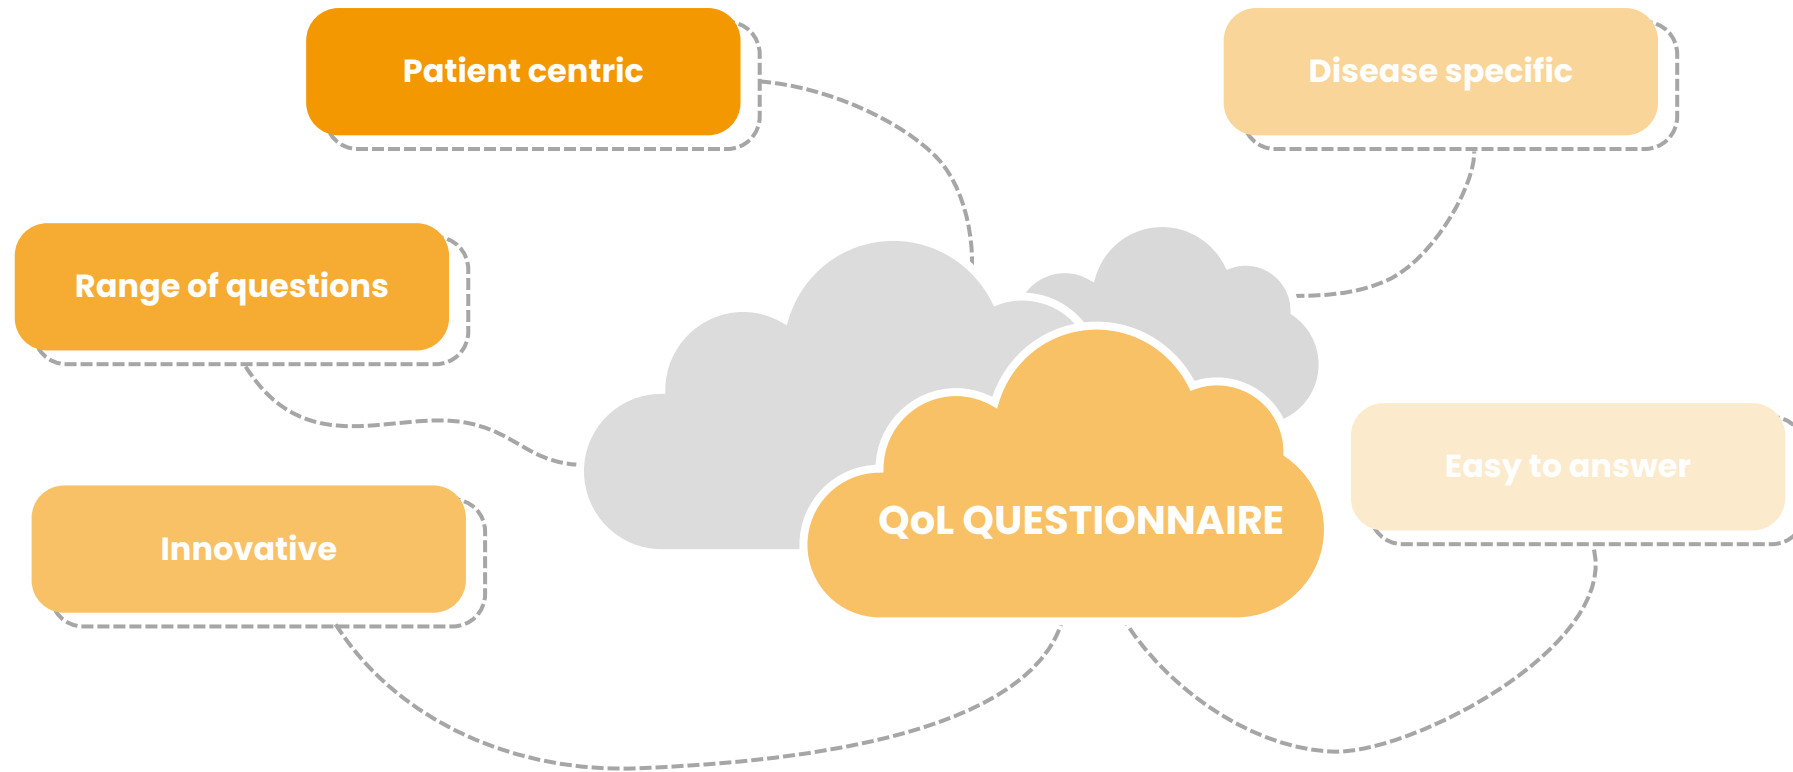 Patient centric
Disease specific
Range of questions
Easy to answer
QoL QUESTIONNAIRE
Innovative